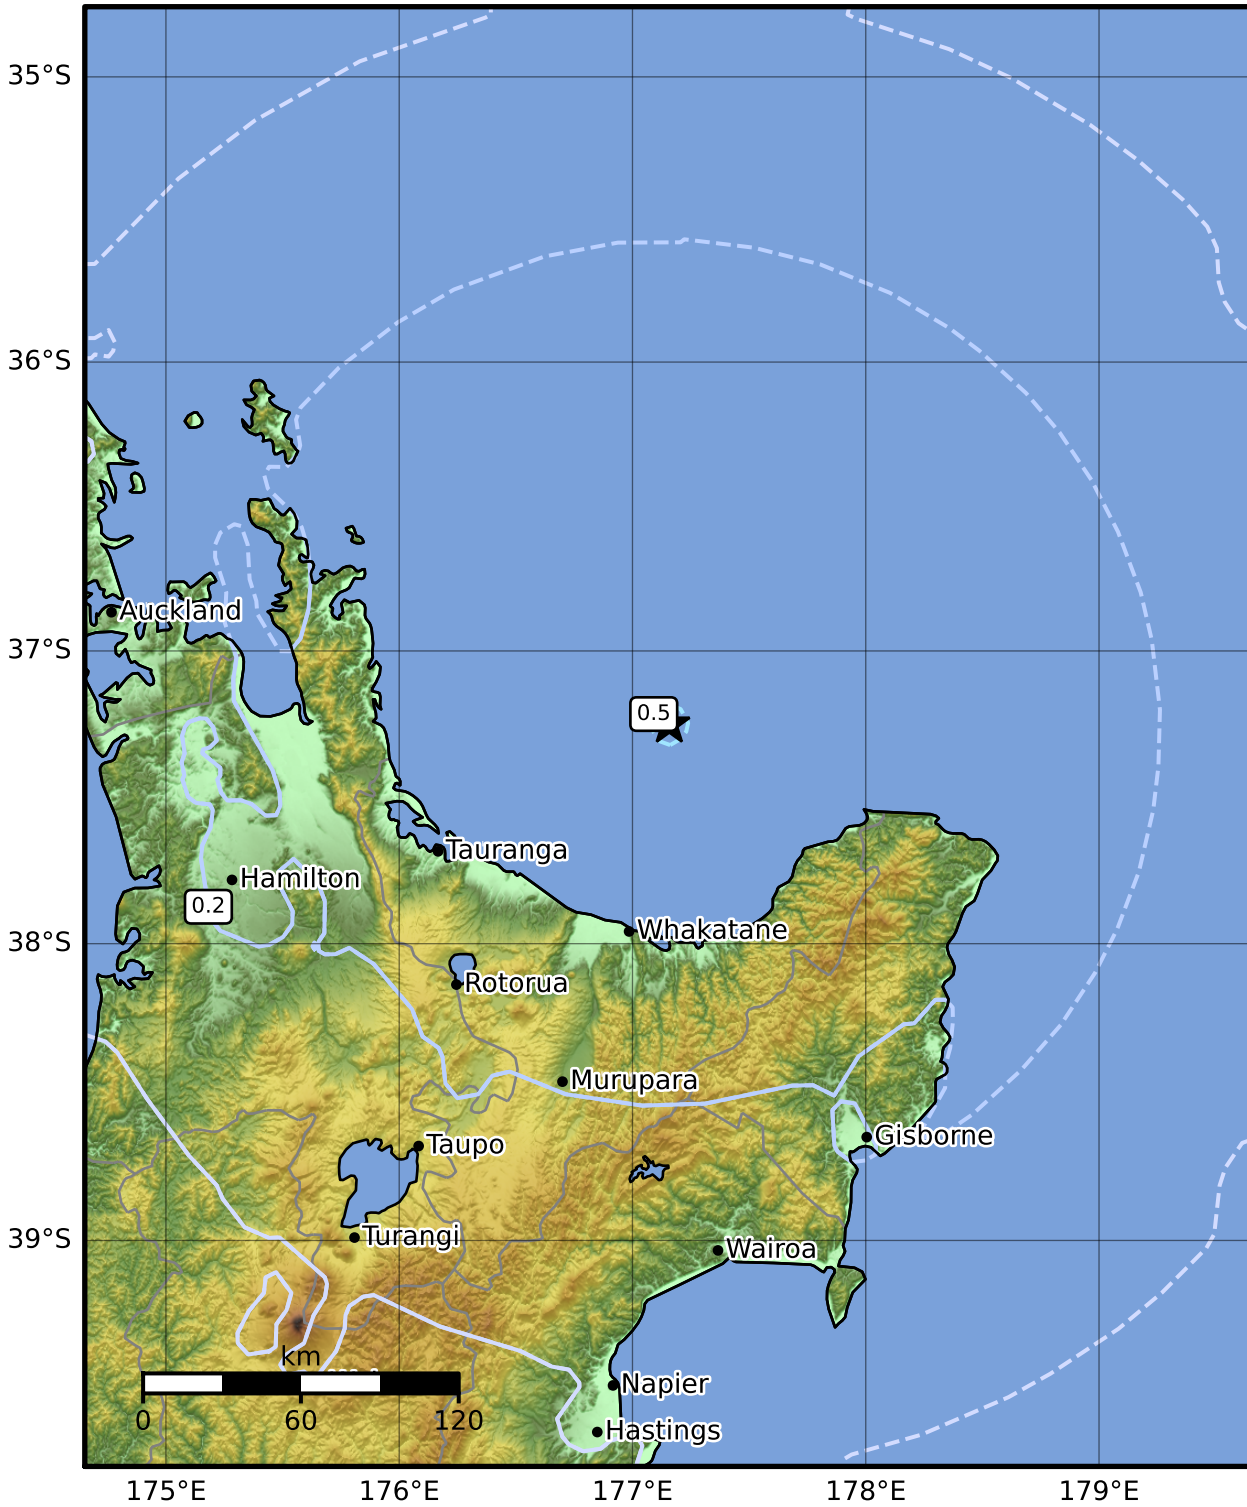 35°S
36°S
Auckland
37°S
0.5
Tauranga
Hamilton
0.2
Whakatane
38°S
Rotorua
Murupara
Gisborne
Taupo
39°S
Turangi
Wairoa
km
Napier
0 60 120
Hastings
175°E 176°E 177°E 178°E 179°E